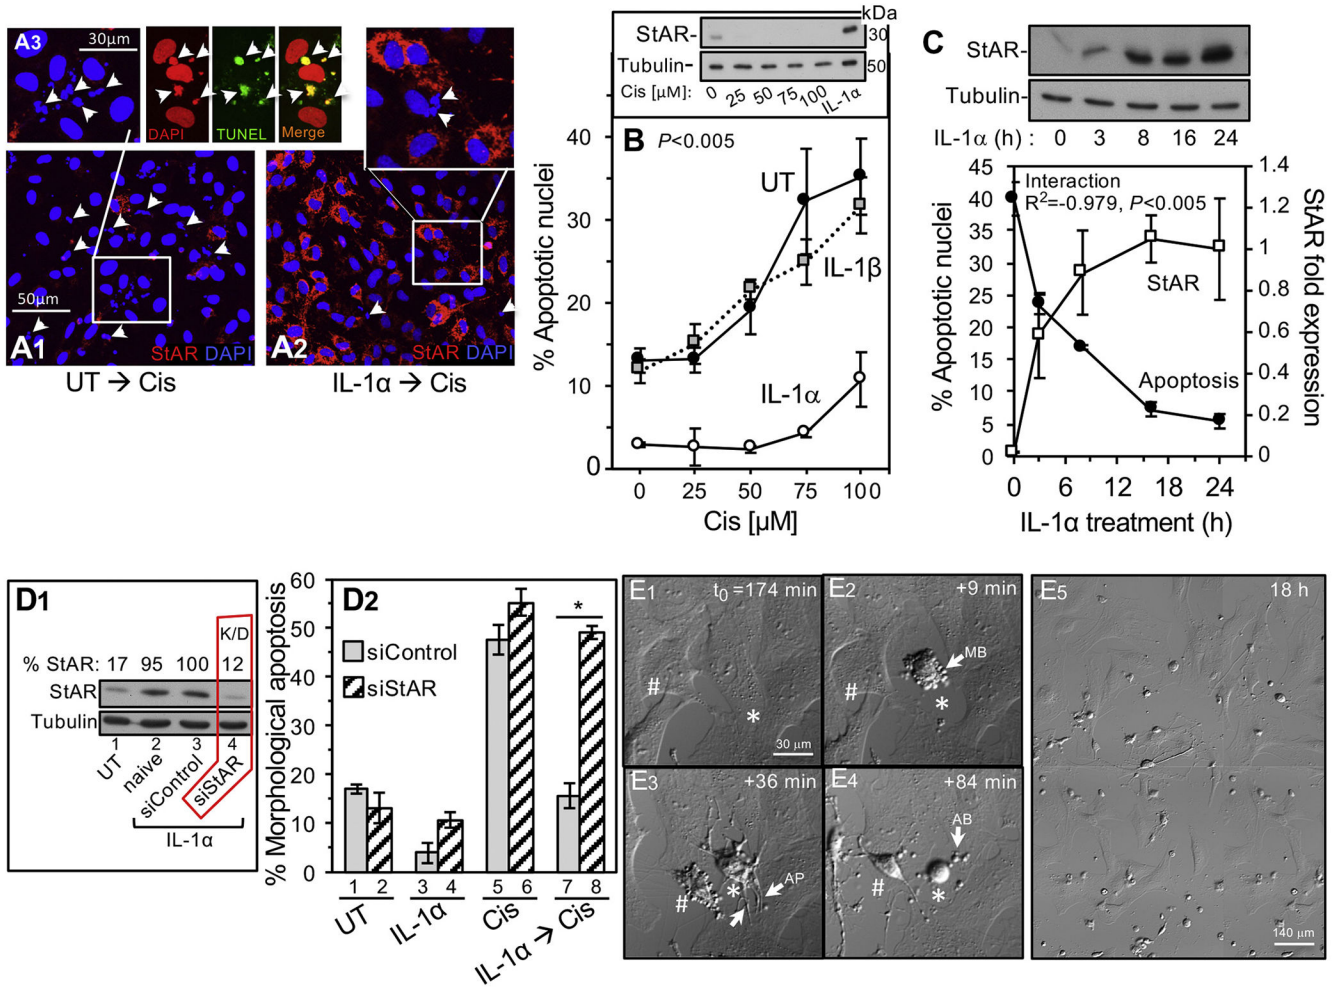 A3
30µm
DAPI
TUNEL
Merge
50µm
A1
StAR DAPI
A2
StAR DAPI
UT → Cis
IL-1α → Cis
kDa
StAR-
30
Tubulin-
50
Cis [µM]:
0
25
50
75
100
IL-1α
B
P<0.005
% Apoptotic nuclei
40
30
20
10
0
UT
IL-1β
IL-1α
0
25
50
75
100
Cis [µM]
C
StAR-
Tubulin-
IL-1α (h) : 0 3 8 16 24
Interaction
R²=-0.979, P<0.005
% Apoptotic nuclei
45
40
35
30
25
20
15
10
5
0
StAR
Apoptosis
1.4
1.2
1
0.8
0.6
0.4
0.2
0
StAR fold expression
0 6 12 18 24
IL-1α treatment (h)
D1
K/D
% StAR: 17 95 100 12
StAR
Tubulin
1 2 3 4
UT
naive
siControl
siStAR
IL-1α
D2
% Morphological apoptosis
60
50
40
30
20
10
0
siControl
siStAR
*
1 2 3 4 5 6 7 8
UT
IL-1α
Cis
IL-1α → Cis
E1
t₀ =174 min
#
*
30 µm
E2
+9 min
MB
#
*
E3
+36 min
AP
#
*
E4
+84 min
AB
#
*
E5
18 h
140 µm